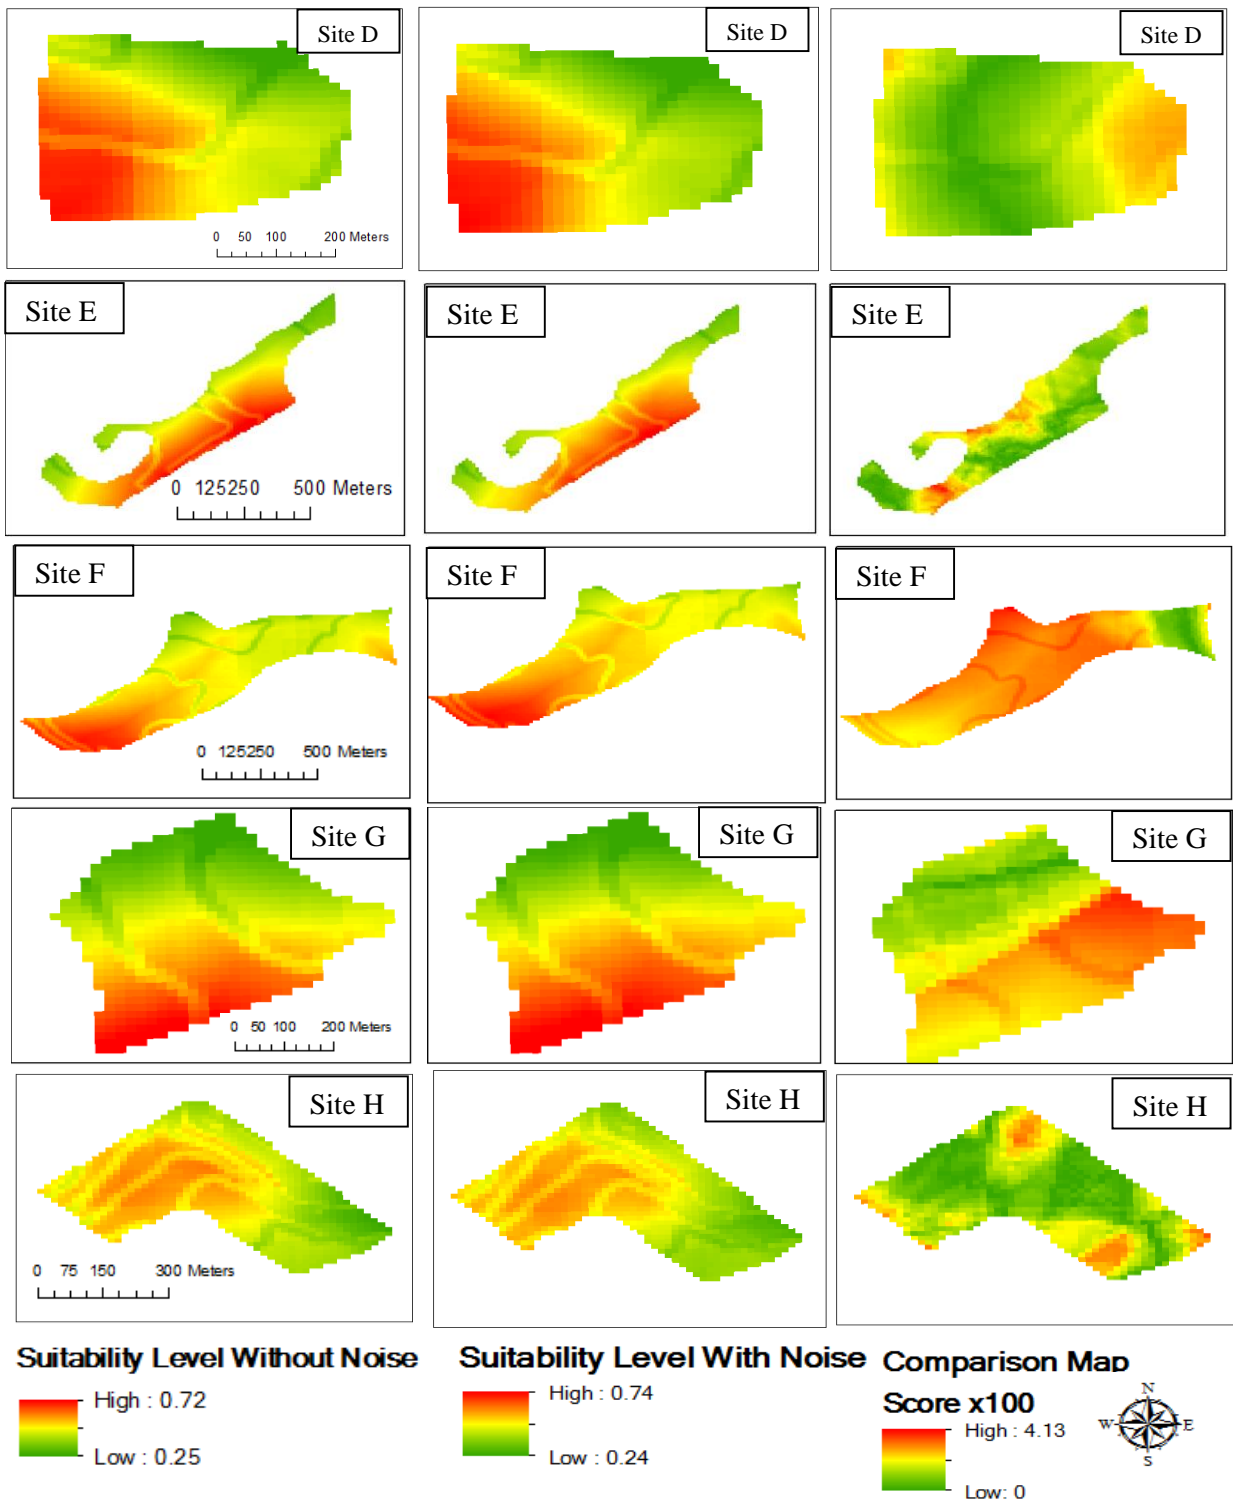 Site D
Site D
Site D
0 50 100 200 Meters
Site E
Site E
Site E
0 125250 500 Meters
Site F
Site F
Site F
0 125250 500 Meters
Site G
Site G
Site G
0 50 100 200 Meters
Site H
Site H
Site H
0 75 150 300 Meters
Suitability Level Without Noise
High : 0.72
Low : 0.25
Suitability Level With Noise
High : 0.74
Low : 0.24
Comparison Map
Score x100
High : 4.13
Low: 0
N
W E
S